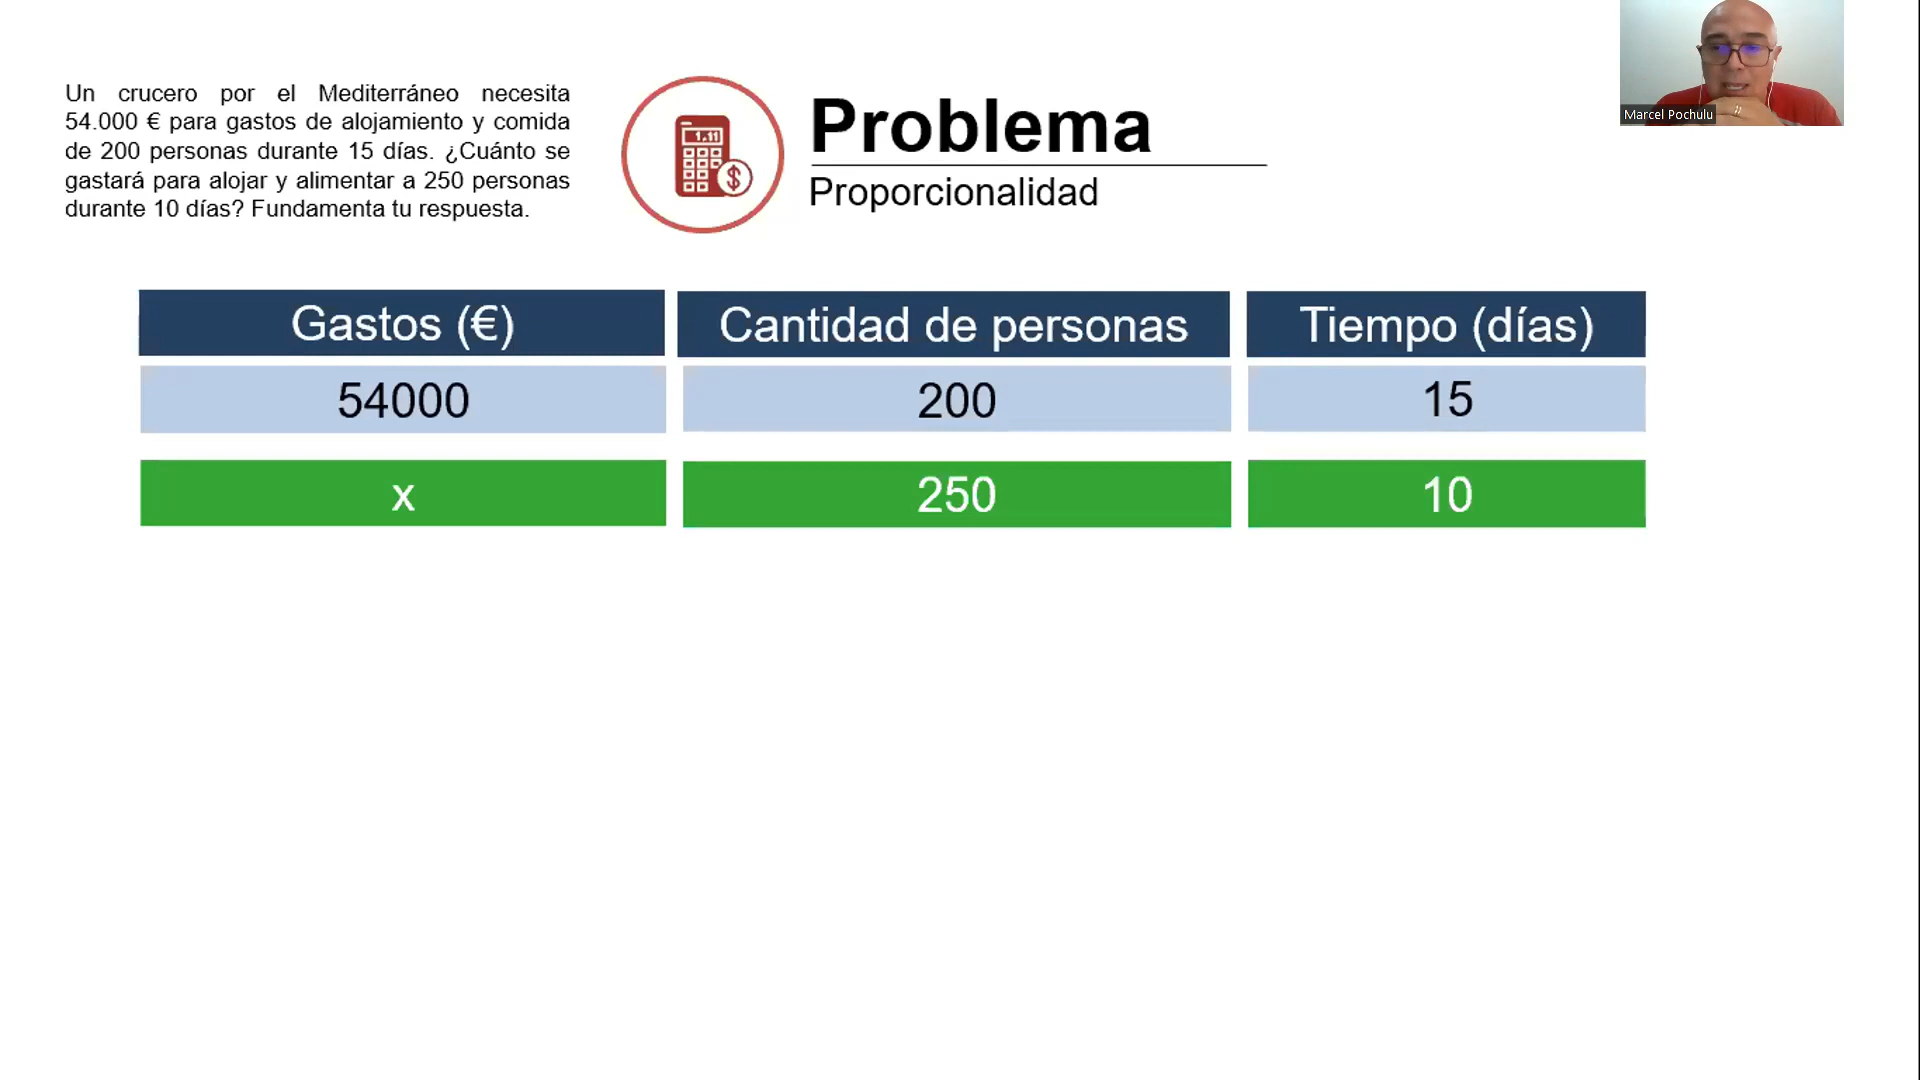 Un crucero por el Mediterráneo necesita
54.000 € para gastos de alojamiento y comida
de 200 personas durante 15 días. ¿Cuánto se
gastará para alojar y alimentar a 250 personas
durante 10 días? Fundamenta tu respuesta.
1.11
$
Problema
Proporcionalidad
Marcel Pochulu
Gastos (€) Cantidad de personas Tiempo (días)
54000 200 15
x 250 10